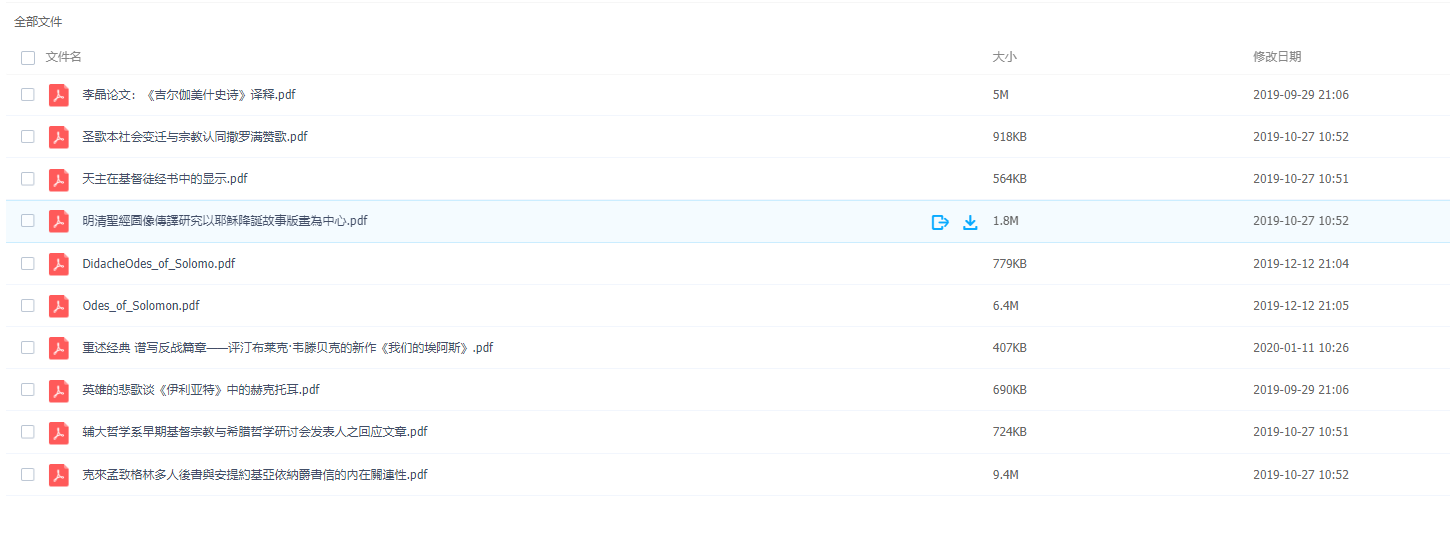 全部文件
文件名 大小 修改日期
李晶论文：《吉尔伽美什史诗》译释.pdf 5M 2019-09-29 21:06
圣歌本社会变迁与宗教认同撒罗满赞歌.pdf 918KB 2019-10-27 10:52
天主在基督徒经书中的显示.pdf 564KB 2019-10-27 10:51
明清聖經圖像傳譯研究以耶穌降誕故事版畫為中心.pdf 1.8M 2019-10-27 10:52
DidacheOdes_of_Solomo.pdf 779KB 2019-12-12 21:04
Odes_of_Solomon.pdf 6.4M 2019-12-12 21:05
重述经典 谱写反战篇章——评汀布莱克·韦滕贝克的新作《我们的埃阿斯》.pdf 407KB 2020-01-11 10:26
英雄的悲歌谈《伊利亚特》中的赫克托耳.pdf 690KB 2019-09-29 21:06
辅大哲学系早期基督宗教与希腊哲学研讨会发表人之回应文章.pdf 724KB 2019-10-27 10:51
克來孟致格林多人後書與安提約基亞依納爵書信的内在關連性.pdf 9.4M 2019-10-27 10:52